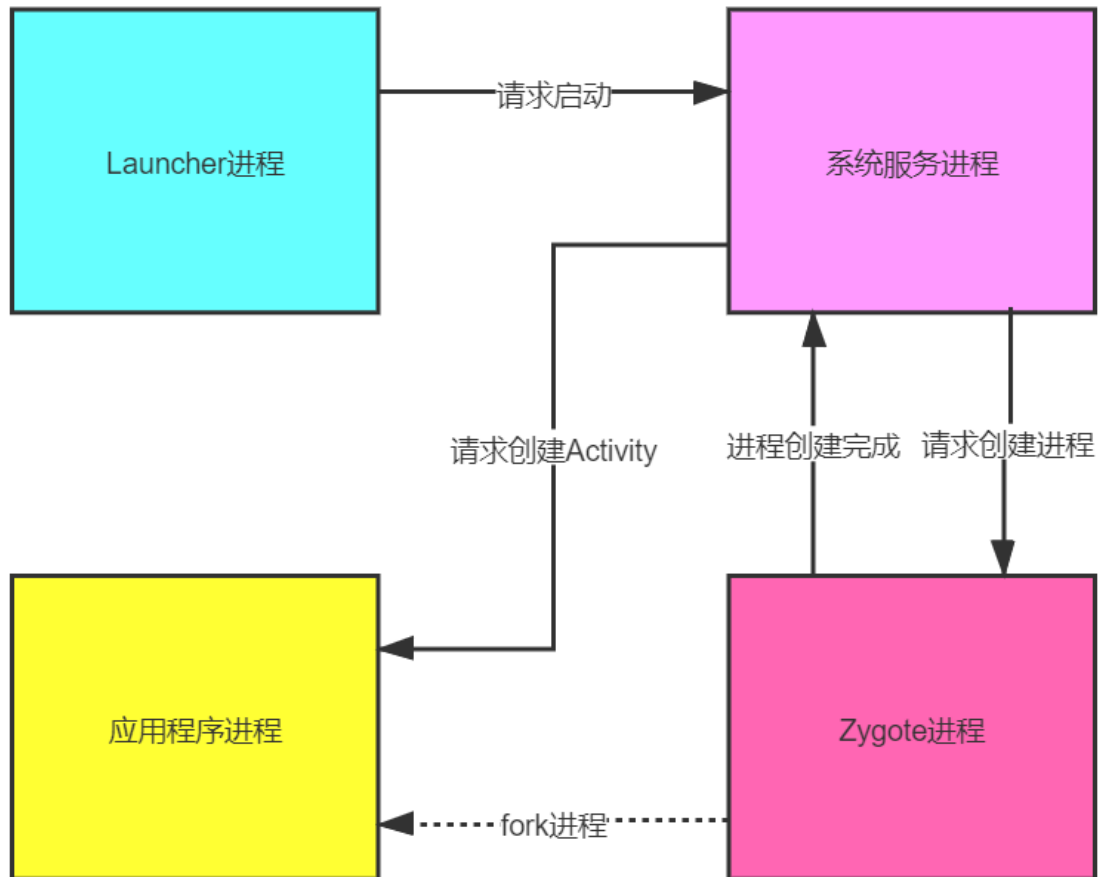 请求启动
Launcher进程
系统服务进程
请求创建Activity
进程创建完成
请求创建进程
应用程序进程
Zygote进程
fork进程